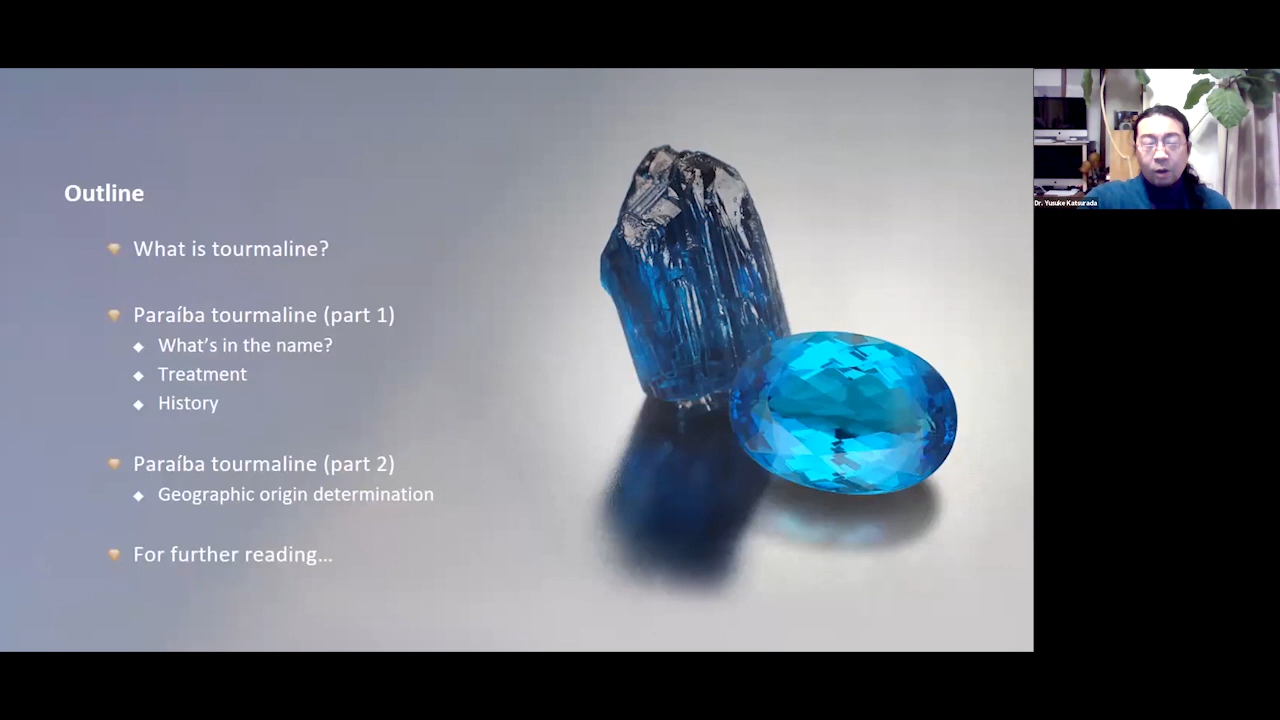 Outline
What is tourmaline?
Paraíba tourmaline (part 1)
What's in the name?
Treatment
History
Paraíba tourmaline (part 2)
Geographic origin determination
For further reading...
Dr. Yusuke Katsurada